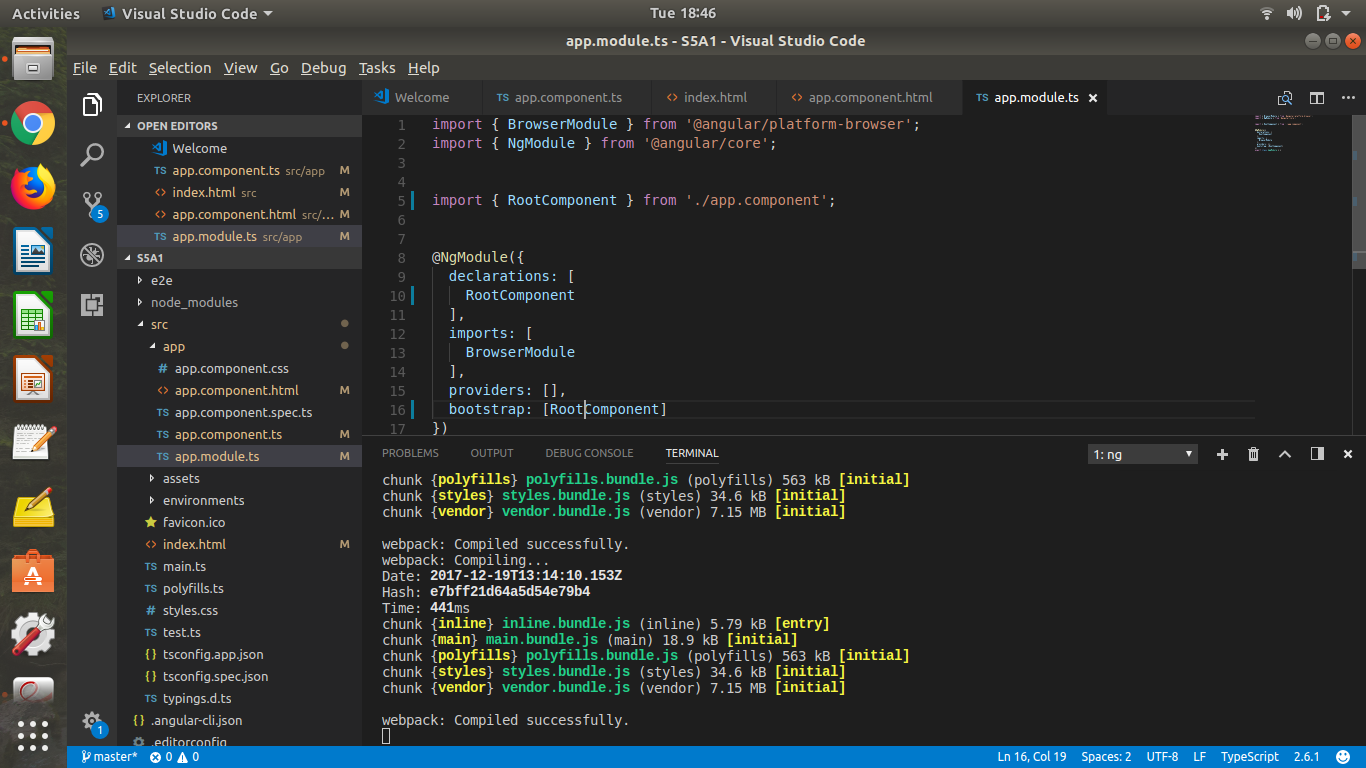 Activities Visual Studio Code Tue 18:46
app.module.ts - S5A1 - Visual Studio Code
File Edit Selection View Go Debug Tasks Help
EXPLORER
OPEN EDITORS
Welcome
TS app.component.ts src/app M
<> index.html src M
<> app.component.html src/... M
TS app.module.ts src/app M
S5A1
e2e
node_modules
src
app
# app.component.css
<> app.component.html M
TS app.component.spec.ts
TS app.component.ts M
TS app.module.ts M
assets
environments
favicon.ico
<> index.html M
TS main.ts
TS polyfills.ts
# styles.css
TS test.ts
{} tsconfig.app.json
{} tsconfig.spec.json
TS typings.d.ts
{} .angular-cli.json
.editorconfig
5
1
Welcome TS app.component.ts <> index.html <> app.component.html TS app.module.ts
1 import { BrowserModule } from '@angular/platform-browser';
2 import { NgModule } from '@angular/core';
3
4
5 import { RootComponent } from './app.component';
6
7
8 @NgModule({
9 declarations: [
10 RootComponent
11 ],
12 imports: [
13 BrowserModule
14 ],
15 providers: [],
16 bootstrap: [RootComponent]
17 })
PROBLEMS OUTPUT DEBUG CONSOLE TERMINAL 1: ng
chunk {polyfills} polyfills.bundle.js (polyfills) 563 kB [initial]
chunk {styles} styles.bundle.js (styles) 34.6 kB [initial]
chunk {vendor} vendor.bundle.js (vendor) 7.15 MB [initial]
webpack: Compiled successfully.
webpack: Compiling...
Date: 2017-12-19T13:14:10.153Z
Hash: e7bff21d64a5d54e79b4
Time: 441ms
chunk {inline} inline.bundle.js (inline) 5.79 kB [entry]
chunk {main} main.bundle.js (main) 18.9 kB [initial]
chunk {polyfills} polyfills.bundle.js (polyfills) 563 kB [initial]
chunk {styles} styles.bundle.js (styles) 34.6 kB [initial]
chunk {vendor} vendor.bundle.js (vendor) 7.15 MB [initial]
webpack: Compiled successfully.
master* 0 0 Ln 16, Col 19 Spaces: 2 UTF-8 LF TypeScript 2.6.1